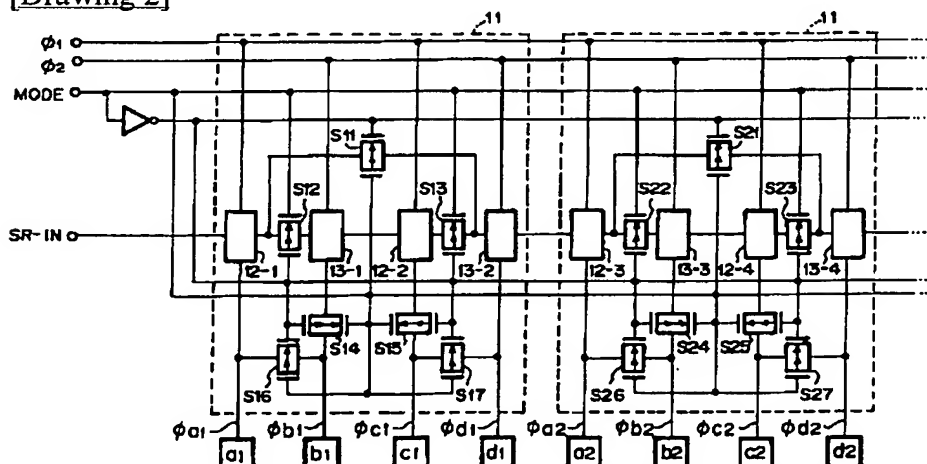 [Drawing 2]
11 11
φ1
φ2
MODE
S11 S21
S12 S13 S22 S23
SR-IN
12-1 13-1 12-2 13-2 12-3 13-3 12-4 13-4
S14 S15 S24 S25
S16 S17 S26 S27
φa1 φb1 φc1 φd1 φa2 φb2 φc2 φd2
a1 b1 c1 d1 a2 b2 c2 d2